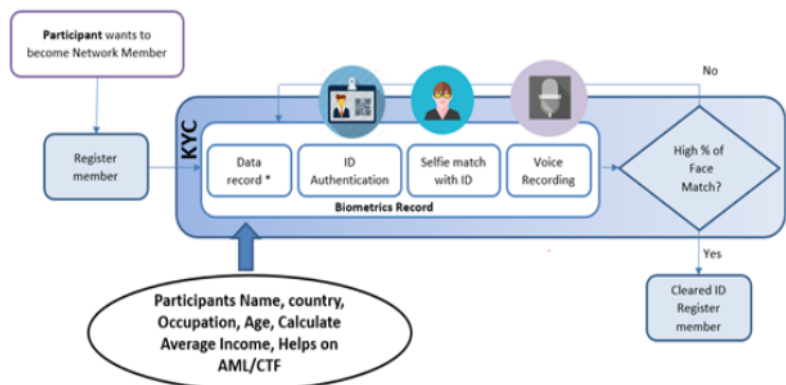 Participant wants to
become Network Member
No
KYC
Register
member
Data
record *
ID
Authentication
Selfie match
with ID
Voice
Recording
Biometrics Record
High % of
Face
Match?
Yes
Cleared ID
Register
member
Participants Name, country,
Occupation, Age, Calculate
Average Income, Helps on
AML/CTF